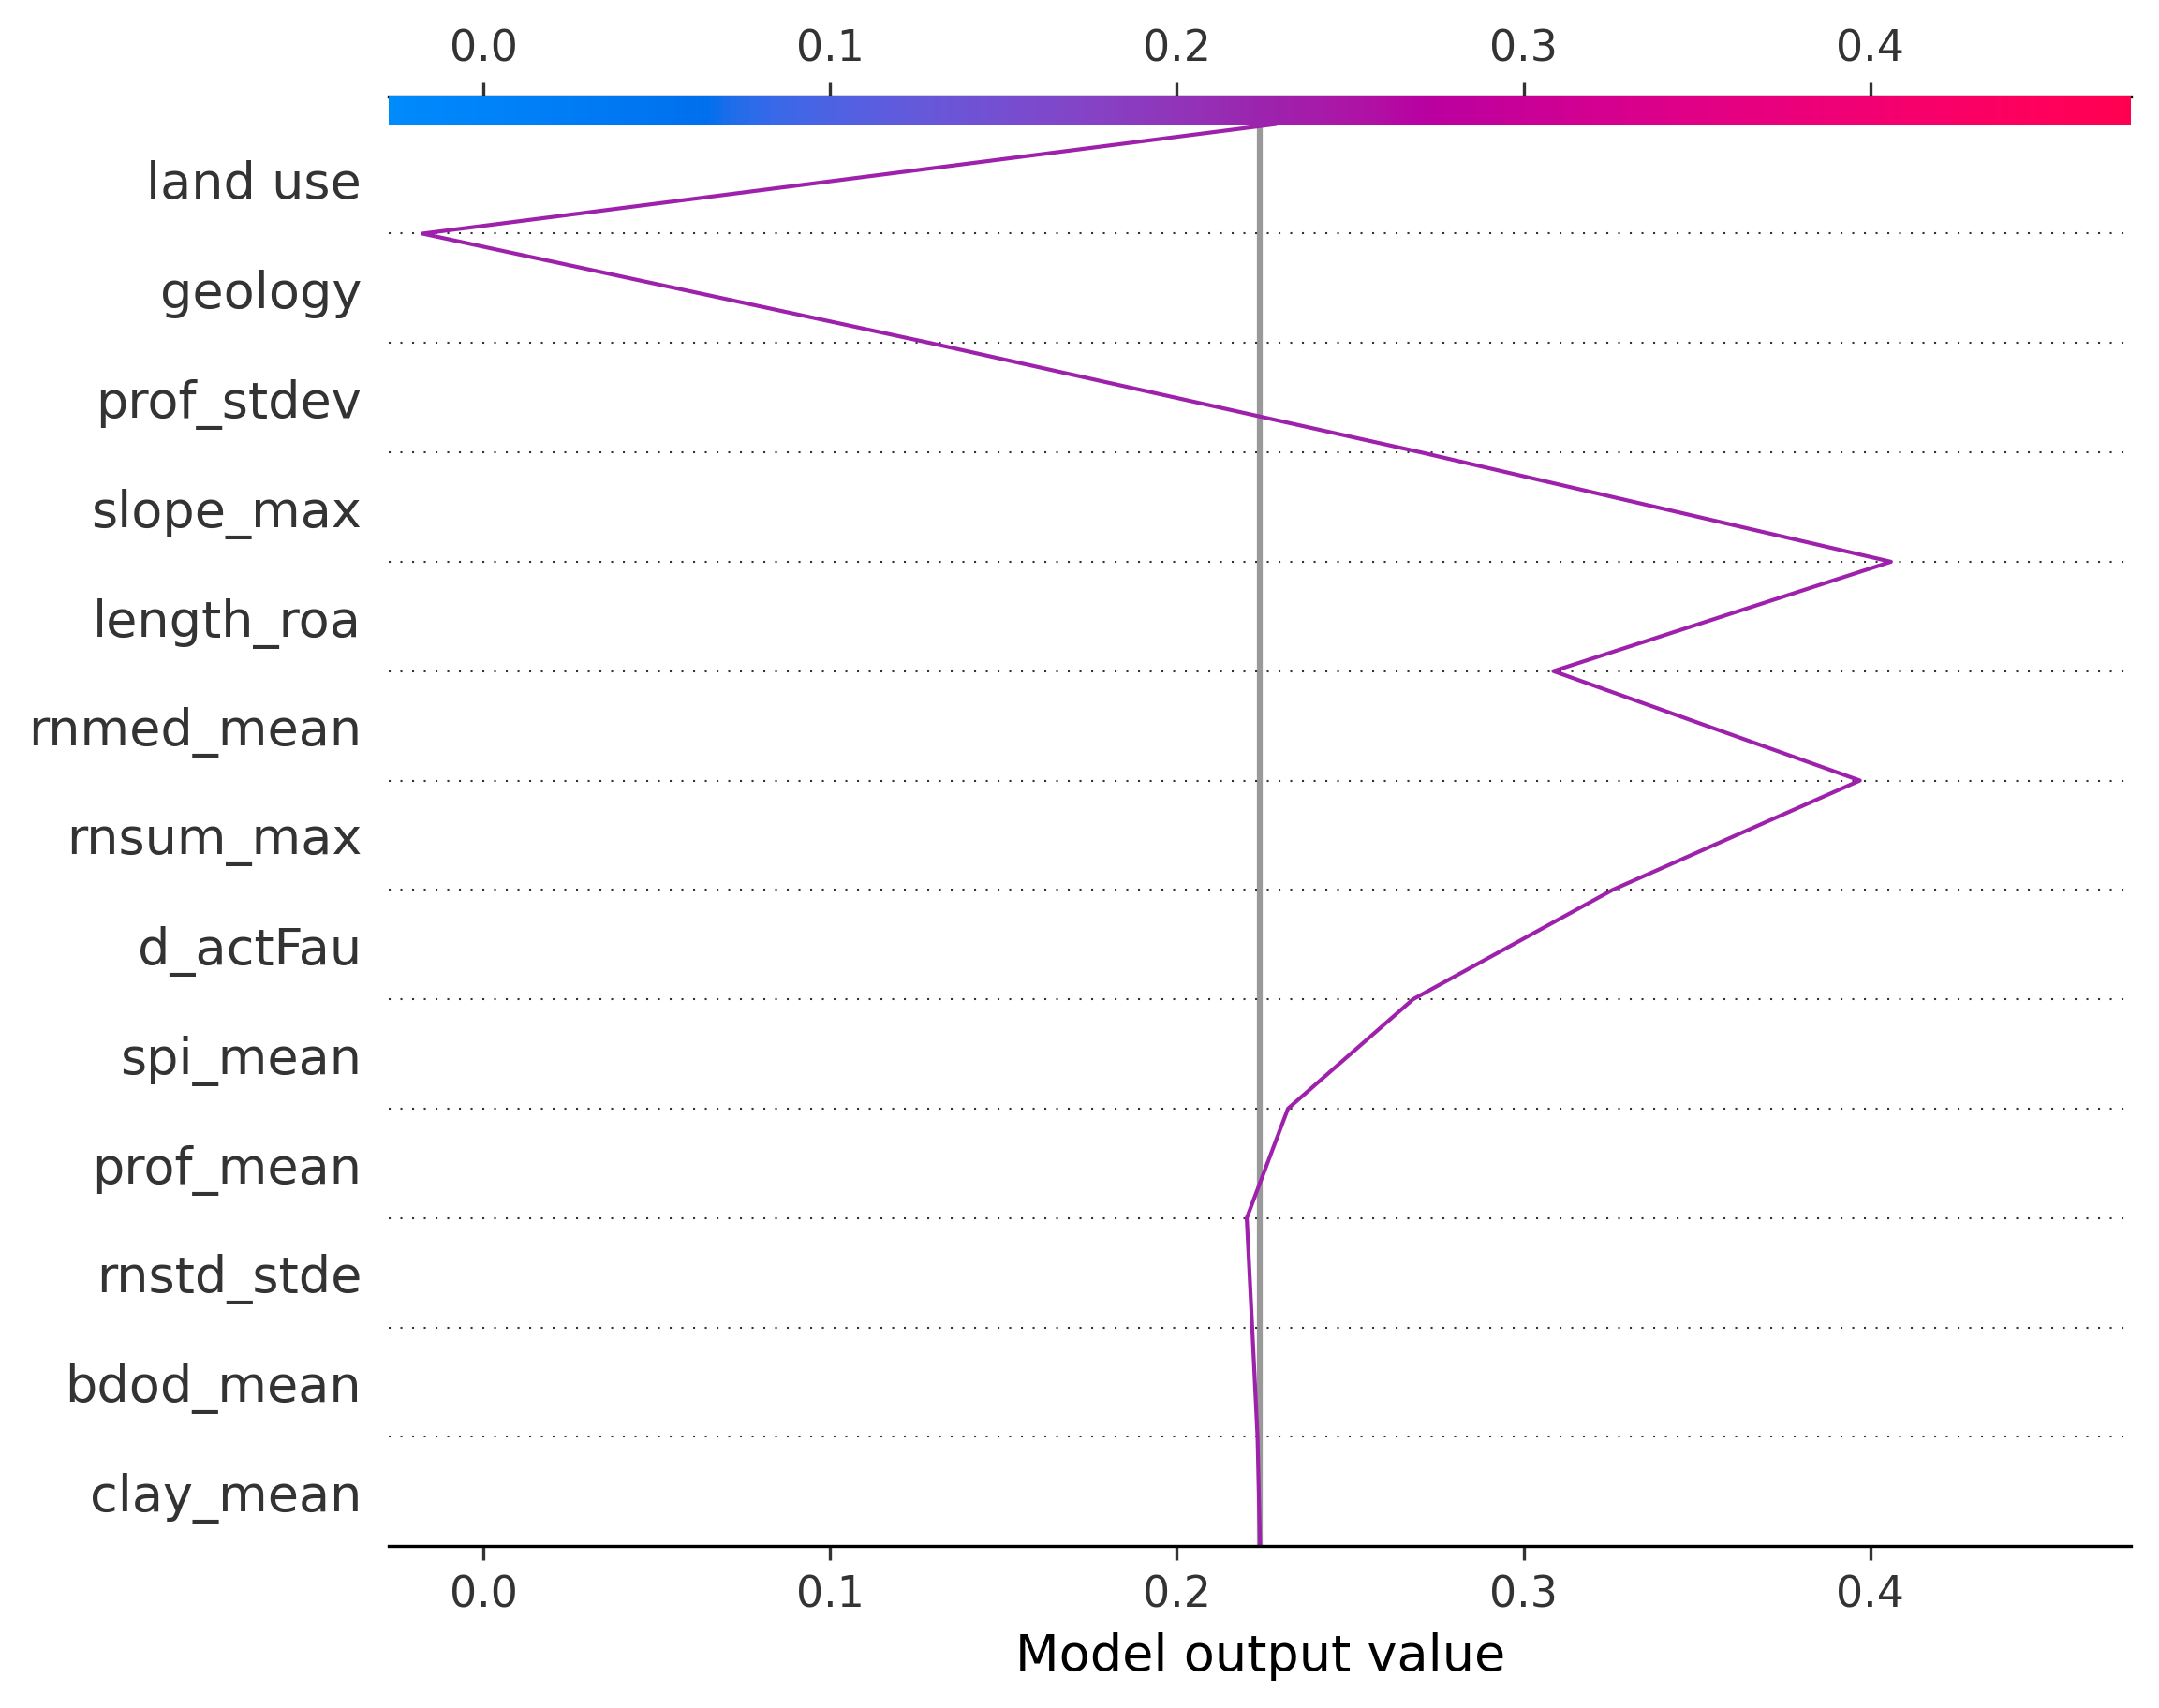 0.0 0.1 0.2 0.3 0.4
land use
geology
prof_stdev
slope_max
length_roa
rnmed_mean
rnsum_max
d_actFau
spi_mean
prof_mean
rnstd_stde
bdod_mean
clay_mean
0.0 0.1 0.2 0.3 0.4
Model output value